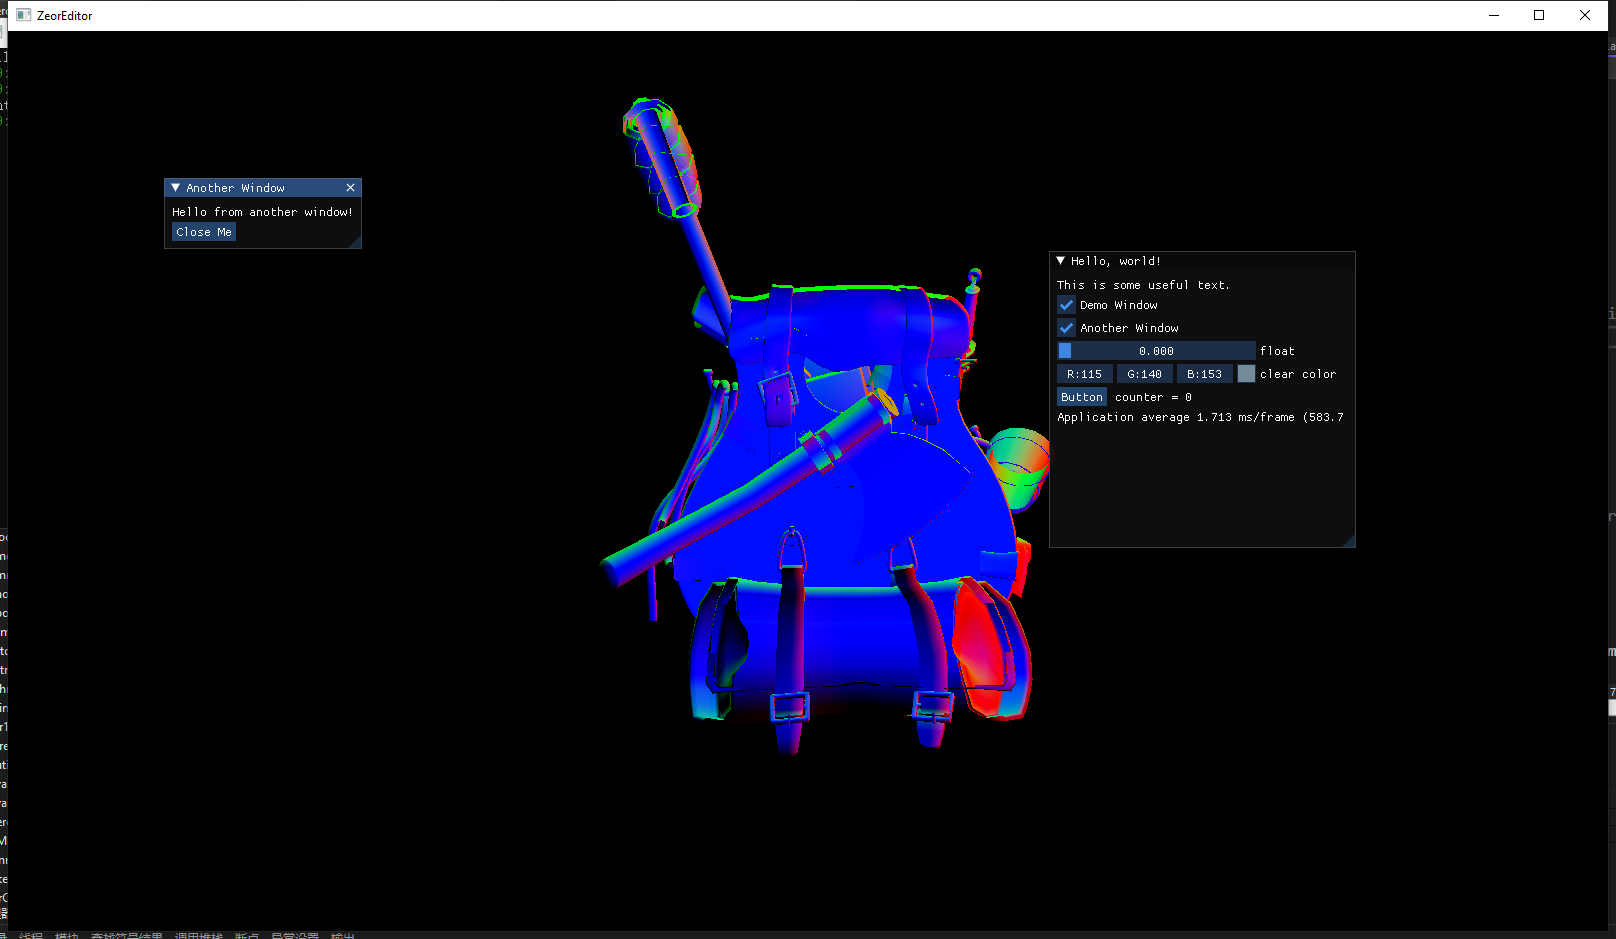 ZeorEditor
Another Window
Hello from another window!
Close Me
Hello, world!
This is some useful text.
Demo Window
Another Window
0.000 float
R:115 G:140 B:153 clear color
Button counter = 0
Application average 1.713 ms/frame (583.7